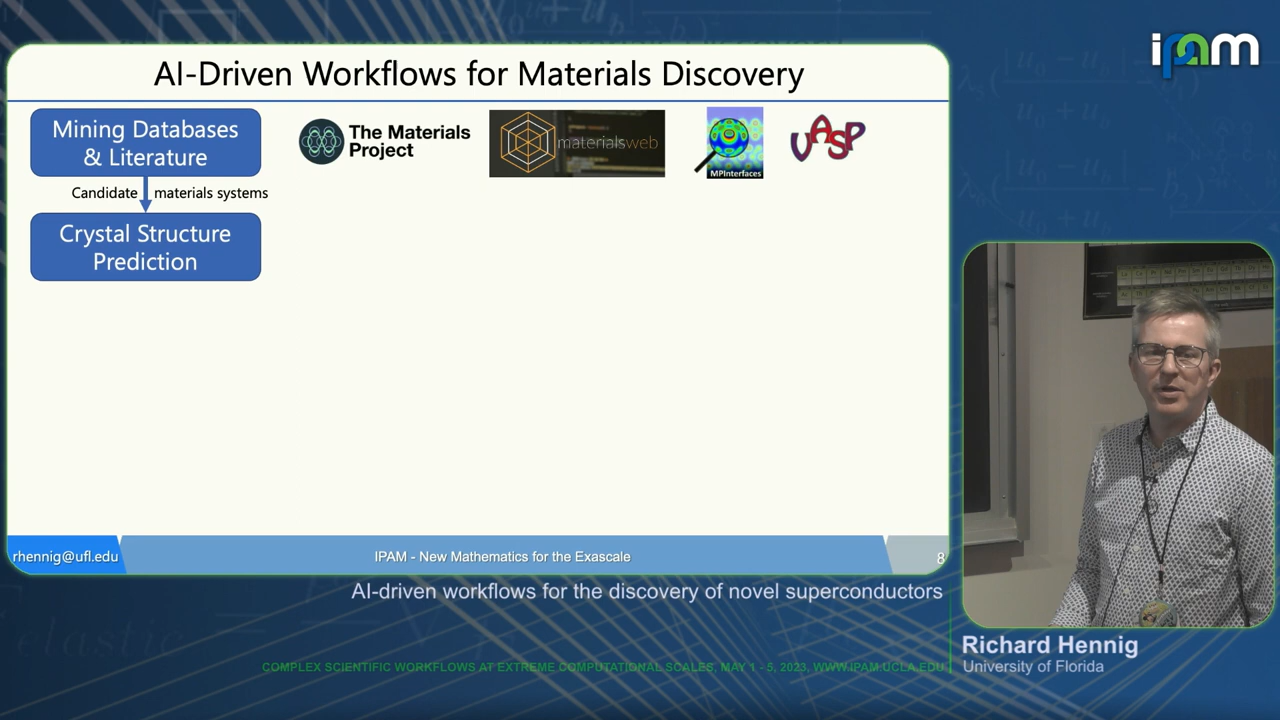 ipam
AI-Driven Workflows for Materials Discovery
Mining Databases
& Literature
The Materials
Project
materialsweb
MPInterfaces
VASP
Candidate materials systems
Crystal Structure
Prediction
rhennig@ufl.edu
IPAM - New Mathematics for the Exascale
8
AI-driven workflows for the discovery of novel superconductors
Richard Hennig
University of Florida
COMPLEX SCIENTIFIC WORKFLOWS AT EXTREME COMPUTATIONAL SCALES, MAY 1 - 5, 2023, WWW.IPAM.UCLA.EDU
elastic